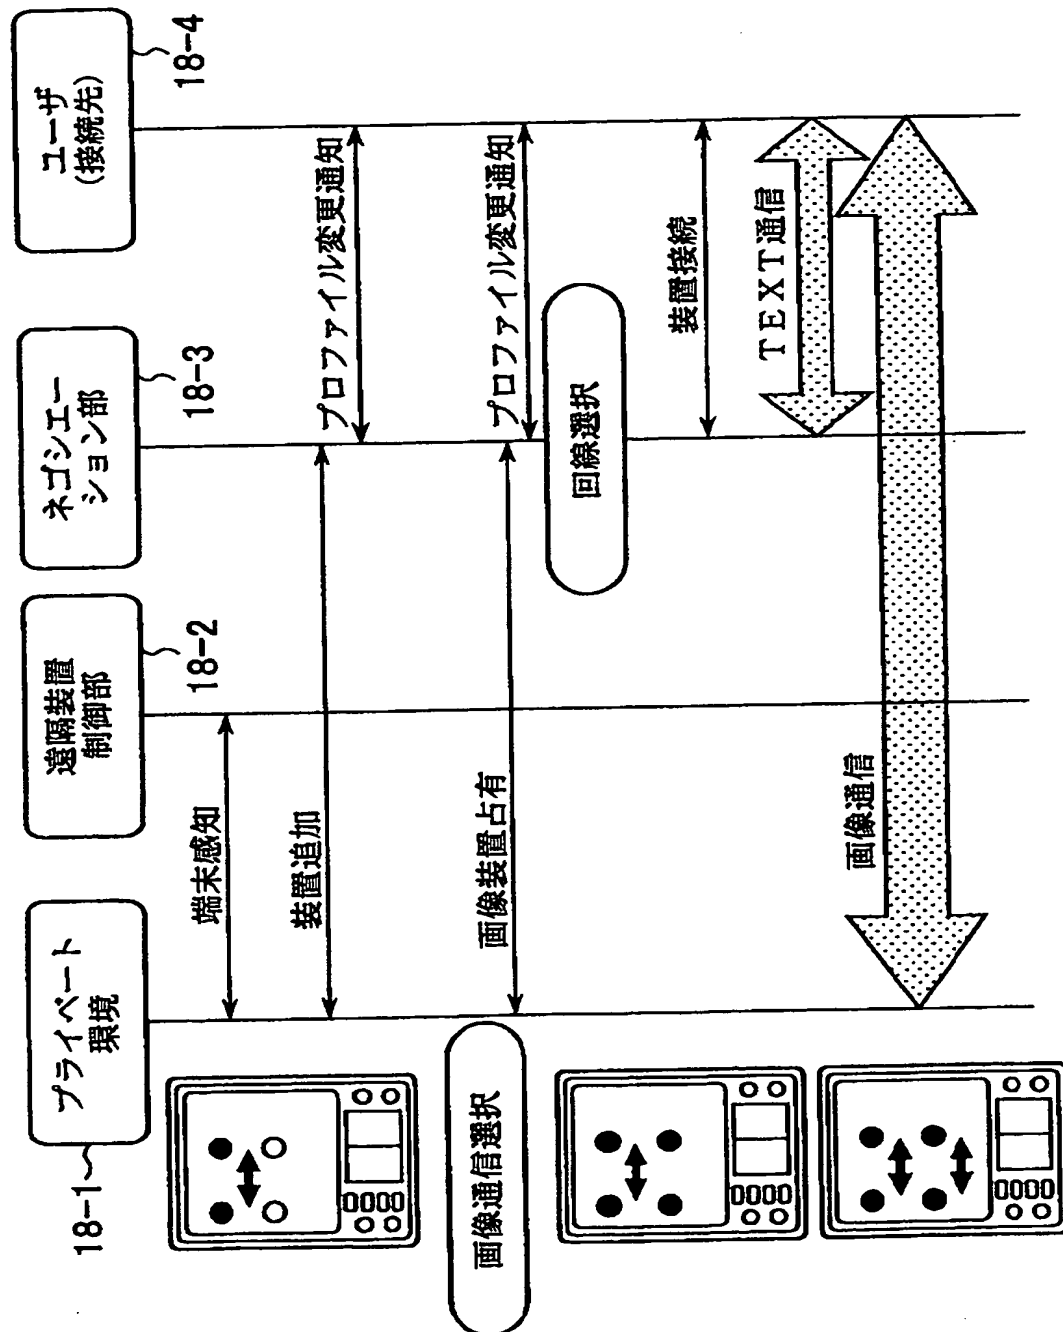 プライベート
環境
18-1
遠隔装置
制御部
18-2
ネゴシエー
ション部
18-3
ユーザ
(接続先)
18-4
端末感知
装置追加
プロファイル変更通知
画像通信選択
画像装置占有
プロファイル変更通知
回線選択
装置接続
TEXT通信
画像通信